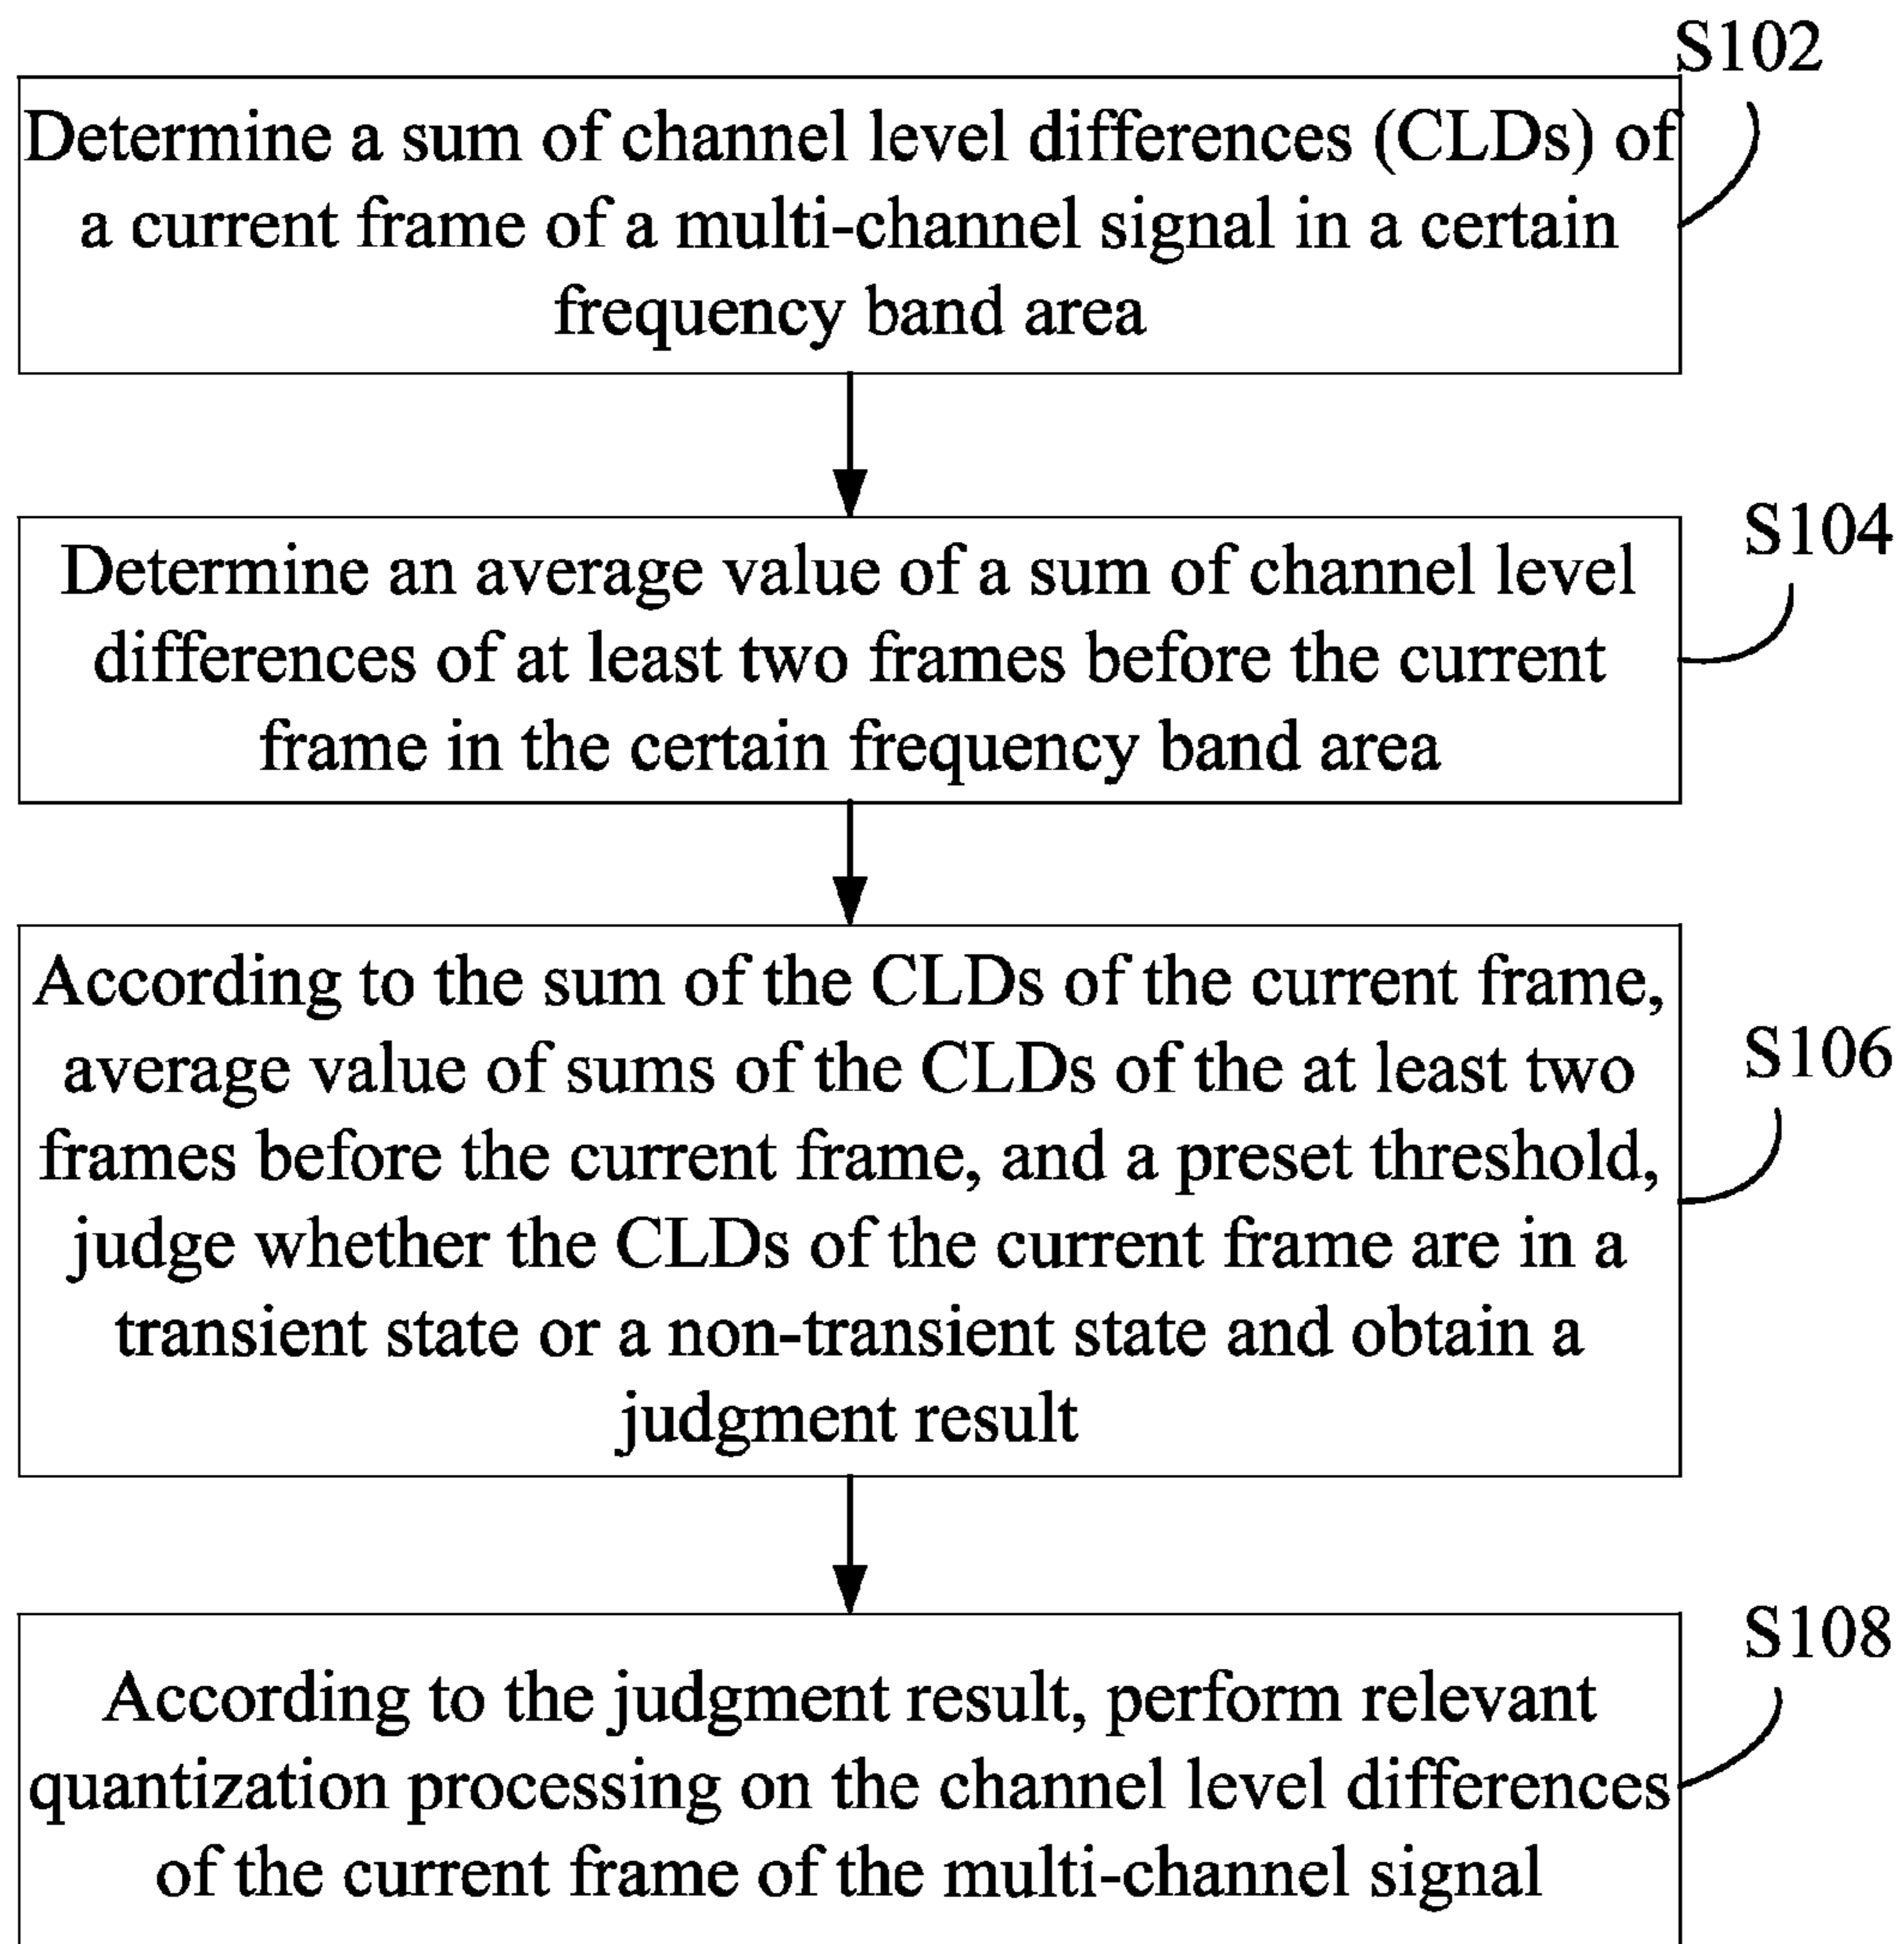 S102
Determine a sum of channel level differences (CLDs) of
a current frame of a multi-channel signal in a certain
frequency band area
S104
Determine an average value of a sum of channel level
differences of at least two frames before the current
frame in the certain frequency band area
According to the sum of the CLDs of the current frame,
average value of sums of the CLDs of the at least two
frames before the current frame, and a preset threshold,
judge whether the CLDs of the current frame are in a
transient state or a non-transient state and obtain a
judgment result
S106
S108
According to the judgment result, perform relevant
quantization processing on the channel level differences
of the current frame of the multi-channel signal